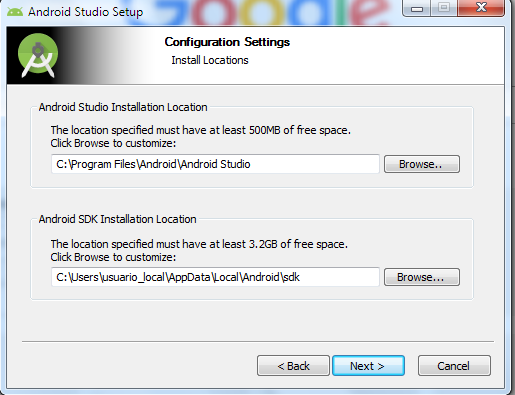 Google
Android Studio Setup
Configuration Settings
Install Locations
Android Studio Installation Location
The location specified must have at least 500MB of free space.
Click Browse to customize:
C:\Program Files\Android\Android Studio
Browse..
Android SDK Installation Location
The location specified must have at least 3.2GB of free space.
Click Browse to customize:
C:\Users\usuario_local\AppData\Local\Android\sdk
Browse...
< Back
Next >
Cancel